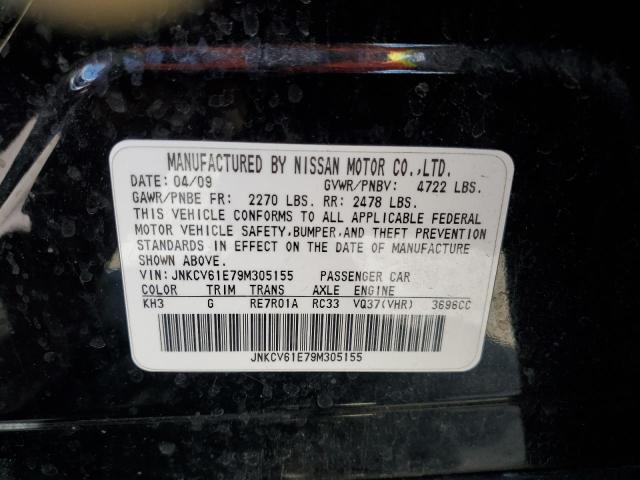 MANUFACTURED BY NISSAN MOTOR CO.,LTD.
DATE: 04/09 GVWR/PNBV: 4722 LBS.
GAWR/PNBE FR: 2270 LBS. RR: 2478 LBS.
THIS VEHICLE CONFORMS TO ALL APPLICABLE FEDERAL
MOTOR VEHICLE SAFETY,BUMPER,AND THEFT PREVENTION
STANDARDS IN EFFECT ON THE DATE OF MANUFACTURE
SHOWN ABOVE.
VIN: JNKCV61E79M305155 PASSENGER CAR
COLOR TRIM TRANS AXLE ENGINE
KH3 G RE7R01A RC33 VQ37(VHR) 3696CC
JNKCV61E79M305155